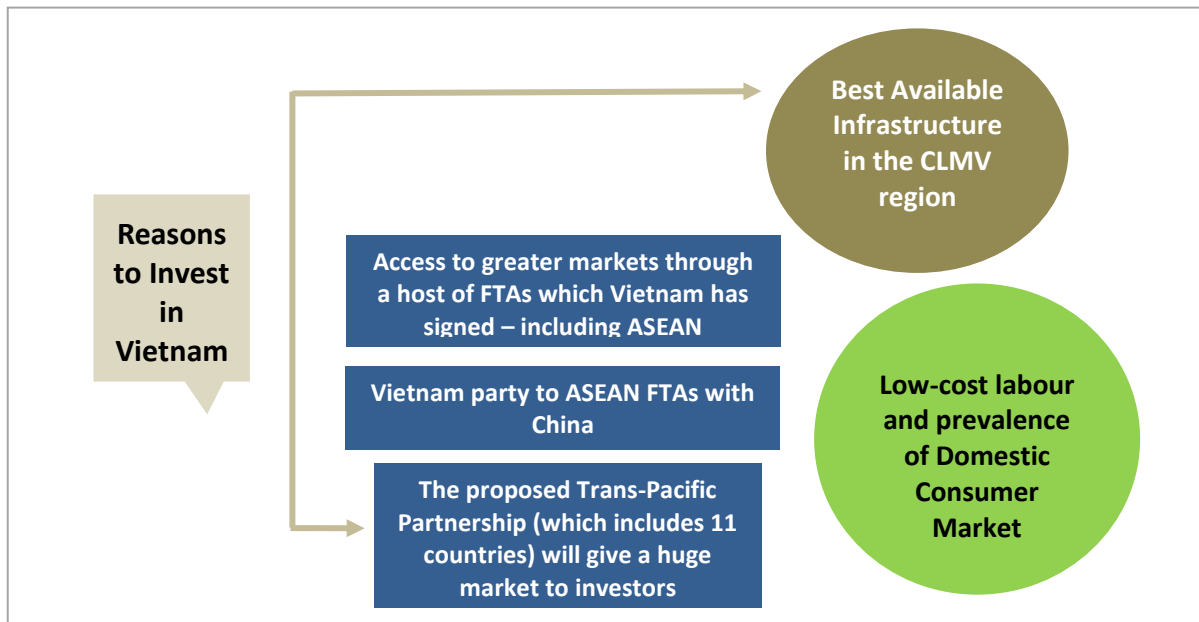 Reasons
to Invest
in
Vietnam
Best Available
Infrastructure
in the CLMV
region
Access to greater markets through
a host of FTAs which Vietnam has
signed – including ASEAN
Vietnam party to ASEAN FTAs with
China
The proposed Trans-Pacific
Partnership (which includes 11
countries) will give a huge
market to investors
Low-cost labour
and prevalence
of Domestic
Consumer
Market